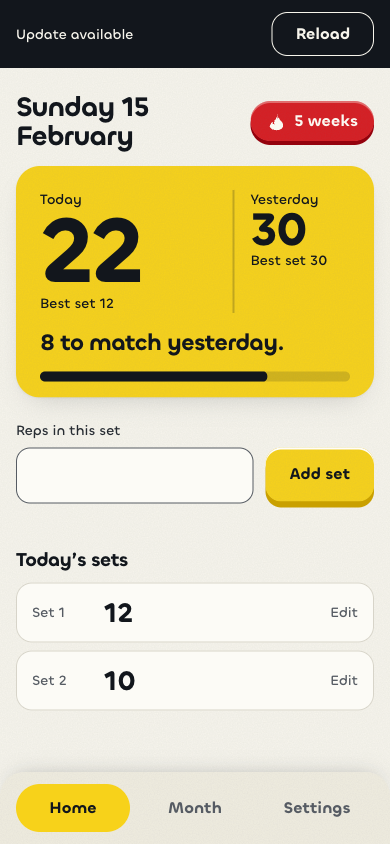 Update available
Reload
Sunday 15
February
5 weeks
Today
22
Best set 12
Yesterday
30
Best set 30
8 to match yesterday.
Reps in this set
Add set
Today's sets
Set 1
12
Edit
Set 2
10
Edit
Home
Month
Settings